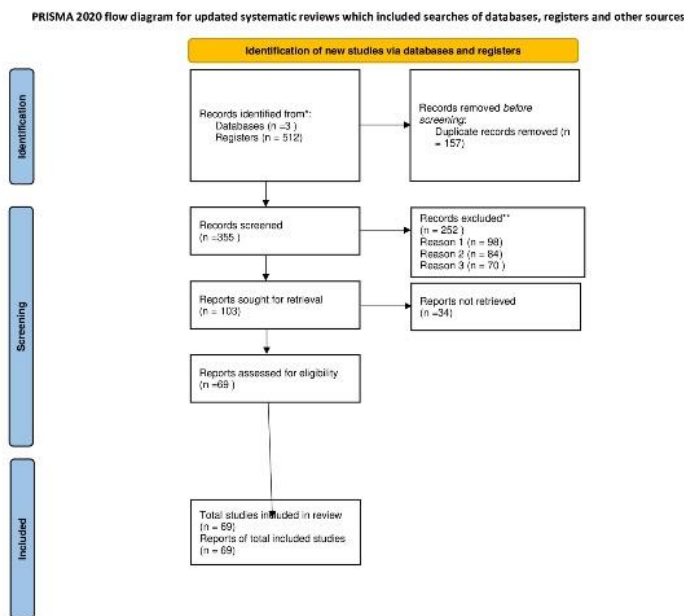 PRISMA 2020 flow diagram for updated systematic reviews which included searches of databases, registers and other sources
Identification of new studies via databases and registers
Identification
Records identified from*:
Databases (n =3 )
Registers (n = 512)
Records removed before
screening:
Duplicate records removed (n
= 157)
Screening
Records screened
(n =355 )
Records excluded**
(n = 252 )
Reason 1 (n = 98)
Reason 2 (n = 84)
Reason 3 (n = 70 )
Reports sought for retrieval
(n = 103)
Reports not retrieved
(n =34)
Reports assessed for eligibility
(n =69 )
Included
Total studies included in review
(n = 69)
Reports of total included studies
(n = 69)